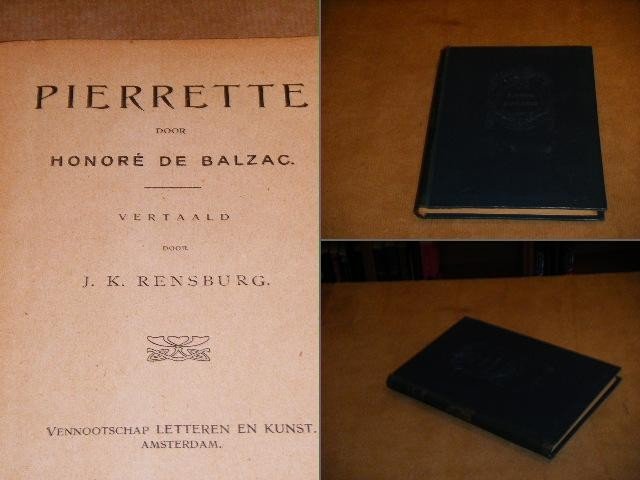 PIERRETTE
DOOR
HONORÉ DE BALZAC.
VERTAALD
DOOR
J. K. RENSBURG.
VENNOOTSCHAP LETTEREN EN KUNST.
AMSTERDAM.